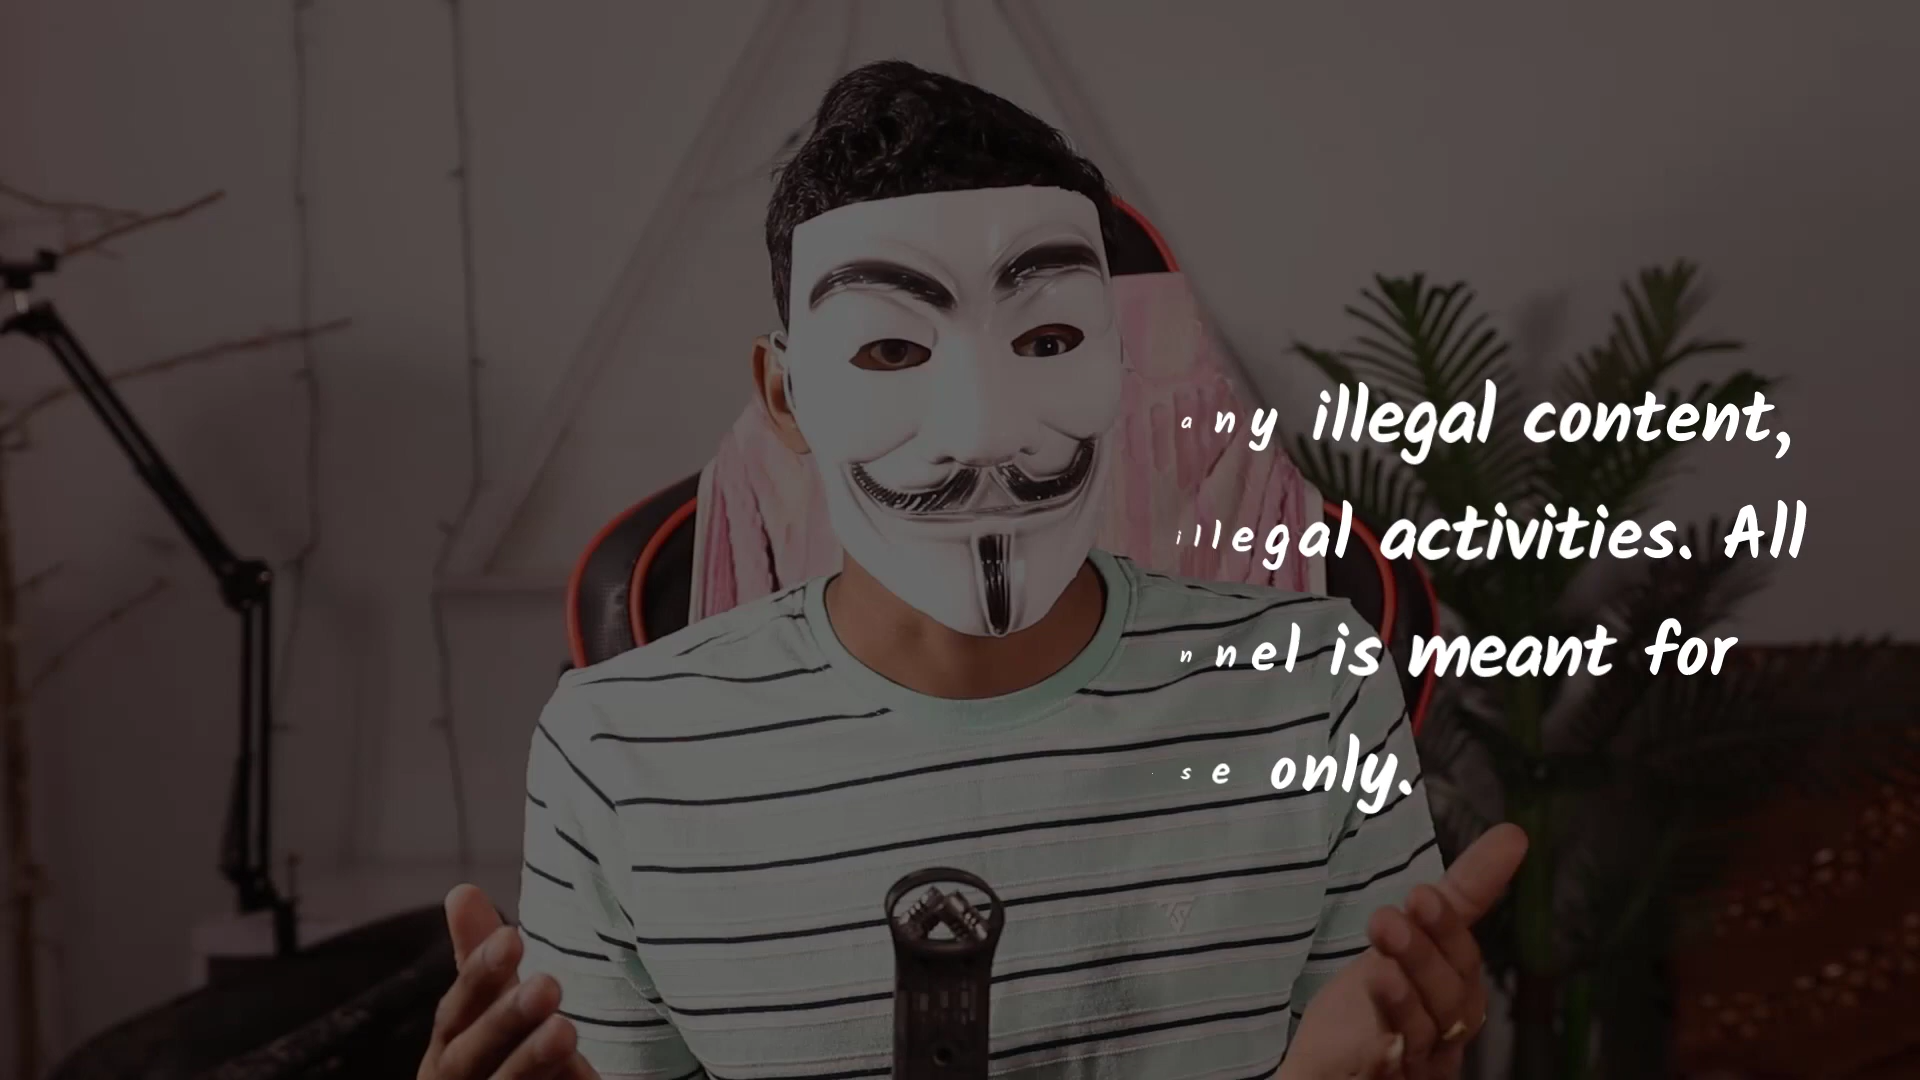 any illegal content,
illegal activities. All
nnel is meant for
se only.